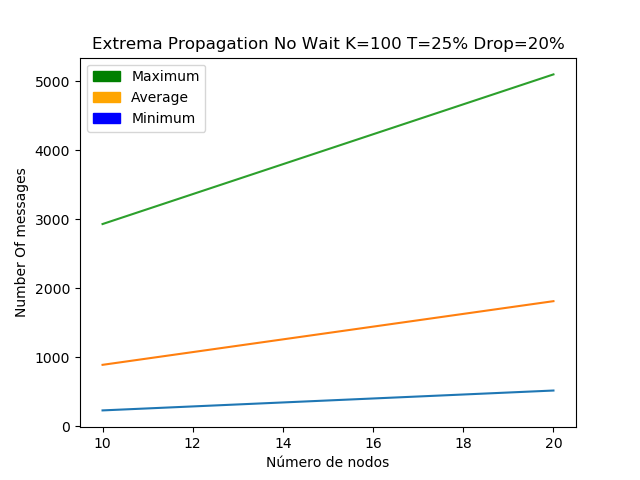 Extrema Propagation No Wait K=100 T=25% Drop=20%
Maximum
Average
Minimum
Number Of messages
5000
4000
3000
2000
1000
0
10 12 14 16 18 20
Número de nodos